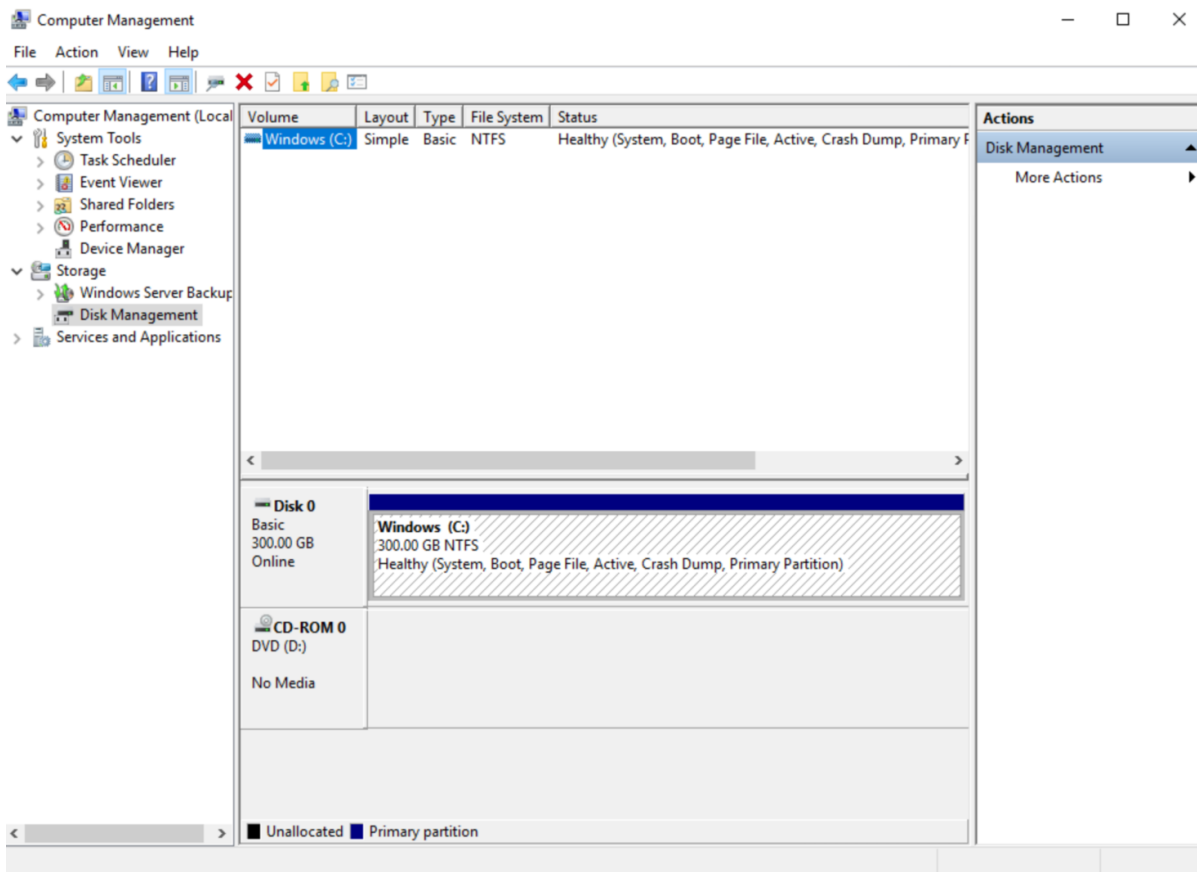 Computer Management
File Action View Help
Computer Management (Local
System Tools
Task Scheduler
Event Viewer
Shared Folders
Performance
Device Manager
Storage
Windows Server Backup
Disk Management
Services and Applications
Volume Layout Type File System Status
Windows (C:) Simple Basic NTFS Healthy (System, Boot, Page File, Active, Crash Dump, Primary P
Disk 0
Basic
300.00 GB
Online
Windows (C:)
300.00 GB NTFS
Healthy (System, Boot, Page File, Active, Crash Dump, Primary Partition)
CD-ROM 0
DVD (D:)
No Media
Unallocated Primary partition
Actions
Disk Management
More Actions